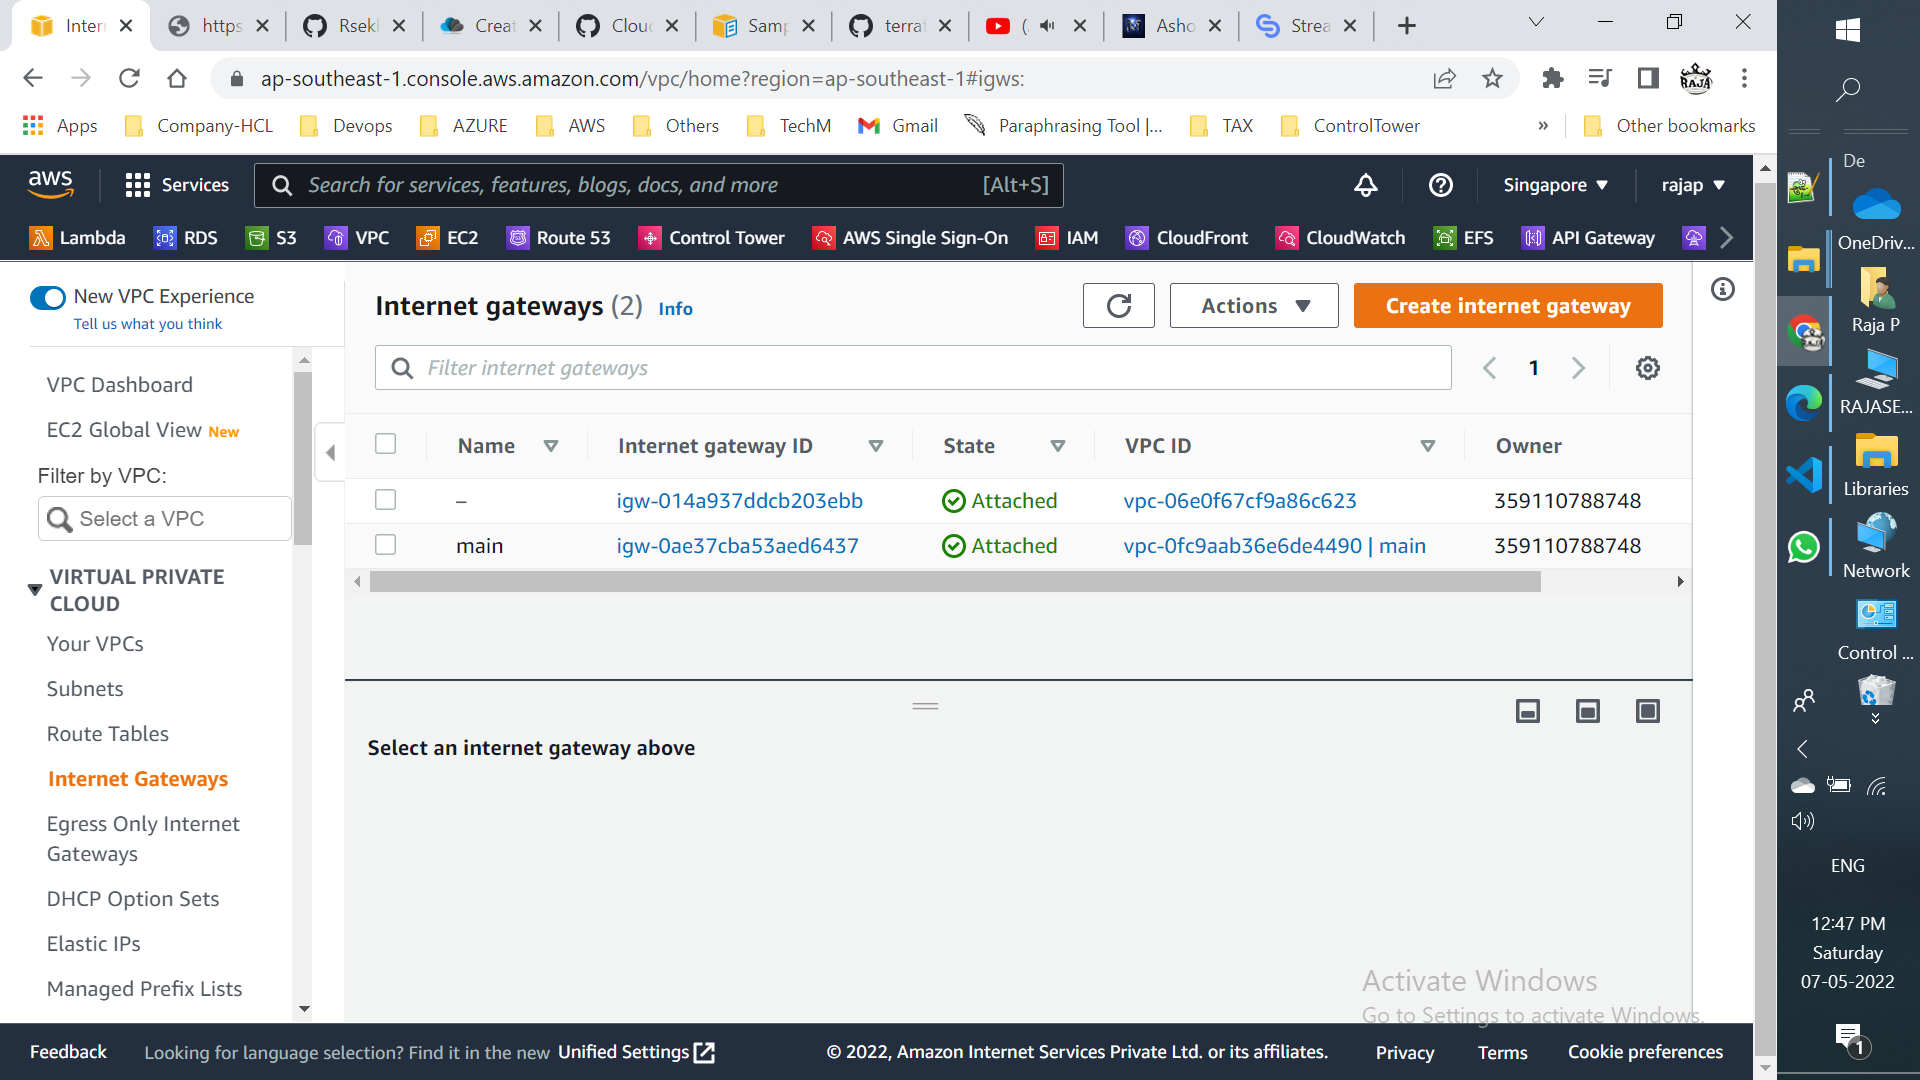 Inter
https
Rsekl
Creat
Cloud
Samp
terraf
(
Asho
Strea
ap-southeast-1.console.aws.amazon.com/vpc/home?region=ap-southeast-1#igws:
RAJA
Apps
Company-HCL
Devops
AZURE
AWS
Others
TechM
Gmail
Paraphrasing Tool |...
TAX
ControlTower
»
Other bookmarks
aws
Services
Search for services, features, blogs, docs, and more
[Alt+S]
Singapore
rajap
Lambda
RDS
S3
VPC
EC2
Route 53
Control Tower
AWS Single Sign-On
IAM
CloudFront
CloudWatch
EFS
API Gateway
New VPC Experience
Tell us what you think
VPC Dashboard
EC2 Global View New
Filter by VPC:
Select a VPC
VIRTUAL PRIVATE
CLOUD
Your VPCs
Subnets
Route Tables
Internet Gateways
Egress Only Internet
Gateways
DHCP Option Sets
Elastic IPs
Managed Prefix Lists
Internet gateways (2) Info
Actions
Create internet gateway
Filter internet gateways
1
Name Internet gateway ID State VPC ID Owner
– igw-014a937ddcb203ebb Attached vpc-06e0f67cf9a86c623 359110788748
main igw-0ae37cba53aed6437 Attached vpc-0fc9aab36e6de4490 | main 359110788748
Select an internet gateway above
Activate Windows
Go to Settings to activate Windows.
Feedback
Looking for language selection? Find it in the new Unified Settings
© 2022, Amazon Internet Services Private Ltd. or its affiliates.
Privacy
Terms
Cookie preferences
De
OneDriv...
Raja P
RAJASE...
Libraries
Network
Control ...
ENG
12:47 PM
Saturday
07-05-2022
1